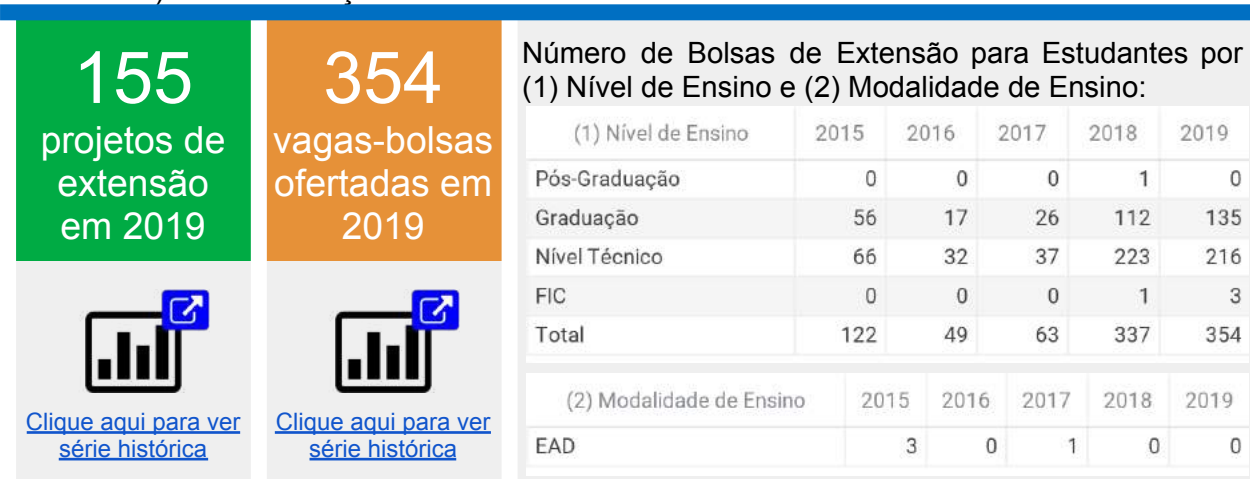 155
projetos de
extensão
em 2019
354
vagas-bolsas
ofertadas em
2019
Clique aqui para ver
série histórica
Clique aqui para ver
série histórica
Número de Bolsas de Extensão para Estudantes por
(1) Nível de Ensino e (2) Modalidade de Ensino:
(1) Nível de Ensino 2015 2016 2017 2018 2019
Pós-Graduação 0 0 0 1 0
Graduação 56 17 26 112 135
Nível Técnico 66 32 37 223 216
FIC 0 0 0 1 3
Total 122 49 63 337 354
(2) Modalidade de Ensino 2015 2016 2017 2018 2019
EAD 3 0 1 0 0